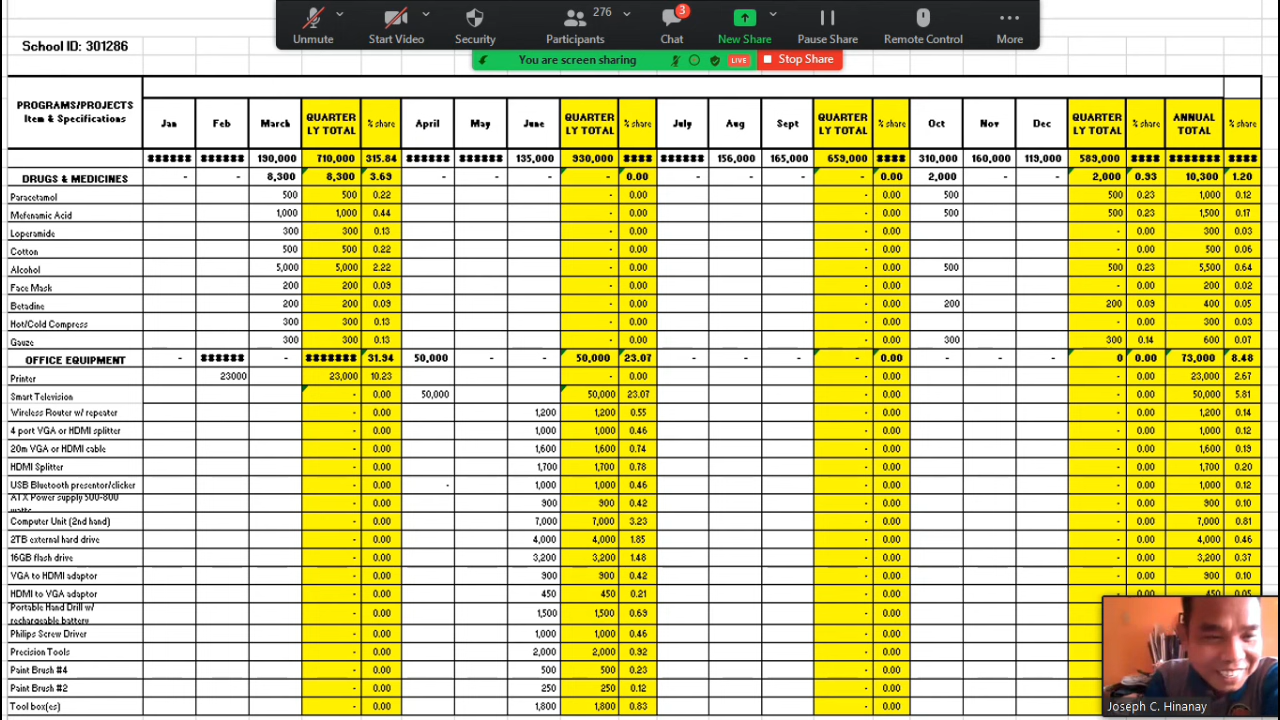 Unmute Start Video Security Participants 276 Chat 3 New Share Pause Share Remote Control More
You are screen sharing LIVE Stop Share
School ID: 301286
PROGRAMS/PROJECTS Item & Specifications Jan Feb March QUARTERLY TOTAL % share April May June QUARTERLY TOTAL % share July Aug Sept QUARTERLY TOTAL % share Oct Nov Dec QUARTERLY TOTAL % share ANNUAL TOTAL % share
###### ###### 190,000 710,000 315.84 ###### ###### 135,000 930,000 #### ###### 156,000 165,000 659,000 #### 310,000 160,000 119,000 589,000 #### ####### ####
DRUGS & MEDICINES - - 8,300 8,300 3.69 - - - - 0.00 - - - - 0.00 2,000 - - 2,000 0.93 10,300 1.20
Paracetamol 500 500 0.22 - 0.00 - 0.00 500 500 0.23 1,000 0.12
Mefenamic Acid 1,000 1,000 0.44 - 0.00 - 0.00 500 500 0.23 1,500 0.17
Loperamide 300 300 0.13 - 0.00 - 0.00 - 0.00 300 0.03
Cotton 500 500 0.22 - 0.00 - 0.00 - 0.00 500 0.06
Alcohol 5,000 5,000 2.22 - 0.00 - 0.00 500 500 0.23 5,500 0.64
Face Mask 200 200 0.09 - 0.00 - 0.00 - 0.00 200 0.02
Betadine 200 200 0.09 - 0.00 - 0.00 200 200 0.09 400 0.05
Hot/Cold Compress 300 300 0.13 - 0.00 - 0.00 - 0.00 300 0.03
Gauze 300 300 0.13 - 0.00 - 0.00 300 300 0.14 600 0.07
OFFICE EQUIPMENT - ###### - ####### 31.94 50,000 - - 50,000 23.07 - - - - 0.00 - - - 0 0.00 73,000 8.48
Printer 23000 23,000 10.23 - 0.00 - 0.00 - 0.00 23,000 2.67
Smart Television - 0.00 50,000 50,000 23.07 - 0.00 - 0.00 50,000 5.81
Wireless Router w/ repeater - 0.00 1,200 1,200 0.55 - 0.00 - 0.00 1,200 0.14
4 port VGA or HDMI splitter - 0.00 1,000 1,000 0.46 - 0.00 - 0.00 1,000 0.12
20m VGA or HDMI cable - 0.00 1,600 1,600 0.74 - 0.00 - 0.00 1,600 0.19
HDMI Splitter - 0.00 1,700 1,700 0.78 - 0.00 - 0.00 1,700 0.20
USB Bluetooth presentor/clicker - 0.00 - 1,000 1,000 0.46 - 0.00 - 0.00 1,000 0.12
ATX Power supply 500-800 watts - 0.00 900 900 0.42 - 0.00 - 0.00 900 0.10
Computer Unit (2nd hand) - 0.00 7,000 7,000 3.23 - 0.00 - 0.00 7,000 0.81
2TB external hard drive - 0.00 4,000 4,000 1.85 - 0.00 - 0.00 4,000 0.46
16GB flash drive - 0.00 3,200 3,200 1.48 - 0.00 - 0.00 3,200 0.37
VGA to HDMI adaptor - 0.00 900 900 0.42 - 0.00 - 0.00 900 0.10
HDMI to VGA adaptor - 0.00 450 450 0.21 - 0.00 - 0.00 450 0.05
Portable Hand Drill w/ rechargeable battery - 0.00 1,500 1,500 0.69 - 0.00
Philips Screw Driver - 0.00 1,000 1,000 0.46 - 0.00
Precision Tools - 0.00 2,000 2,000 0.92 - 0.00
Paint Brush #4 - 0.00 500 500 0.23 - 0.00
Paint Brush #2 - 0.00 250 250 0.12 - 0.00
Tool box(es) - 0.00 1,800 1,800 0.83 - 0.00
Joseph C. Hinanay